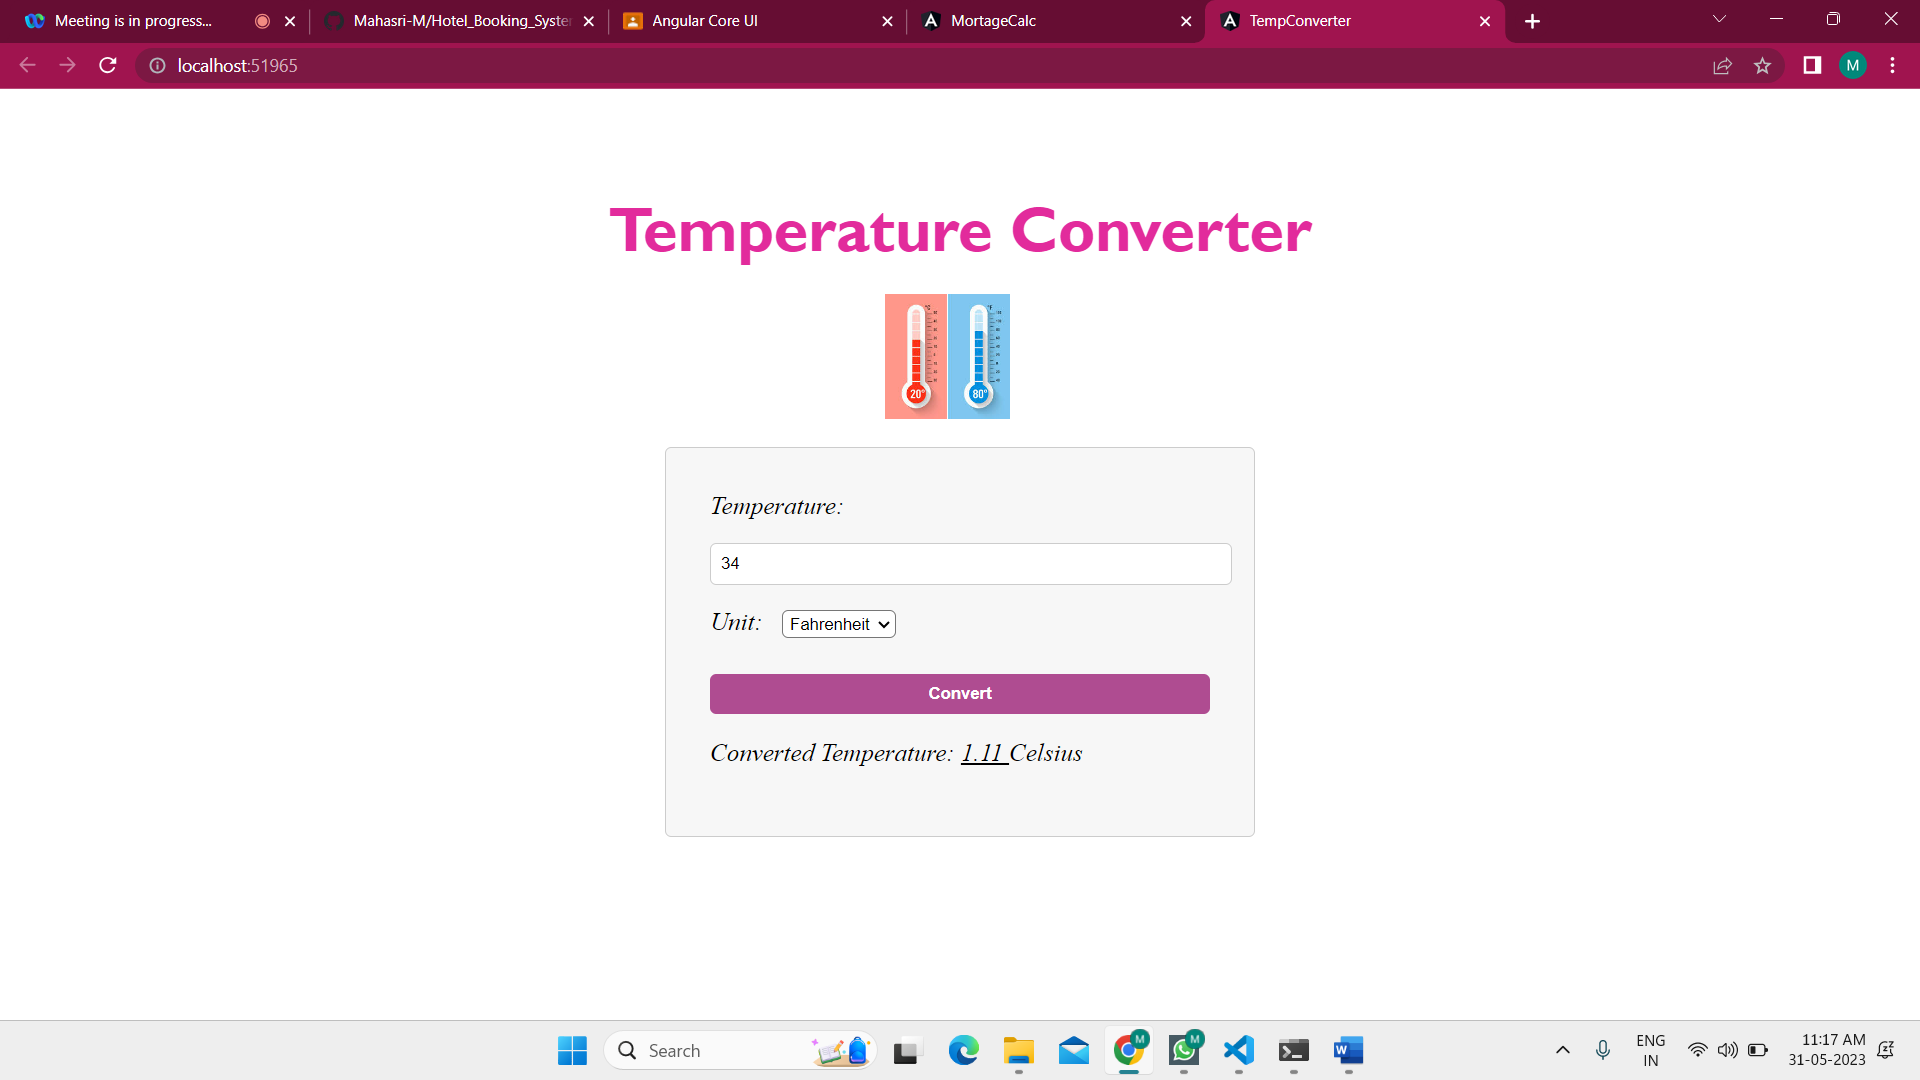 Meeting is in progress...
Mahasri-M/Hotel_Booking_Syste
Angular Core UI
MortageCalc
TempConverter
localhost:51965
M
Temperature Converter
°C
°F
20°
80°
Temperature:
34
Unit: Fahrenheit
Convert
Converted Temperature: 1.11 Celsius
Search
M
M
W
ENG
IN
11:17 AM
31-05-2023